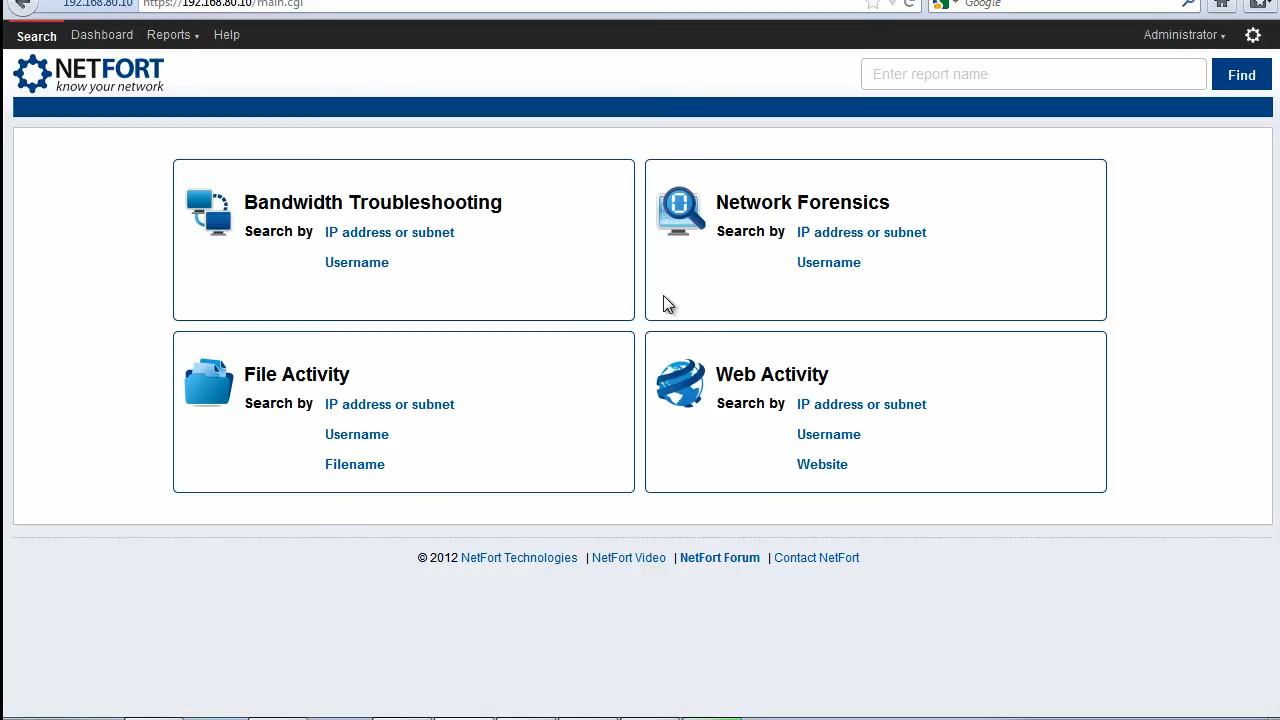 192.168.80.10 https://192.168.80.10/main.cgi Google
Search Dashboard Reports Help Administrator
NETFORT
know your network
Enter report name Find
Bandwidth Troubleshooting
Search by IP address or subnet
Username
Network Forensics
Search by IP address or subnet
Username
File Activity
Search by IP address or subnet
Username
Filename
Web Activity
Search by IP address or subnet
Username
Website
© 2012 NetFort Technologies | NetFort Video | NetFort Forum | Contact NetFort